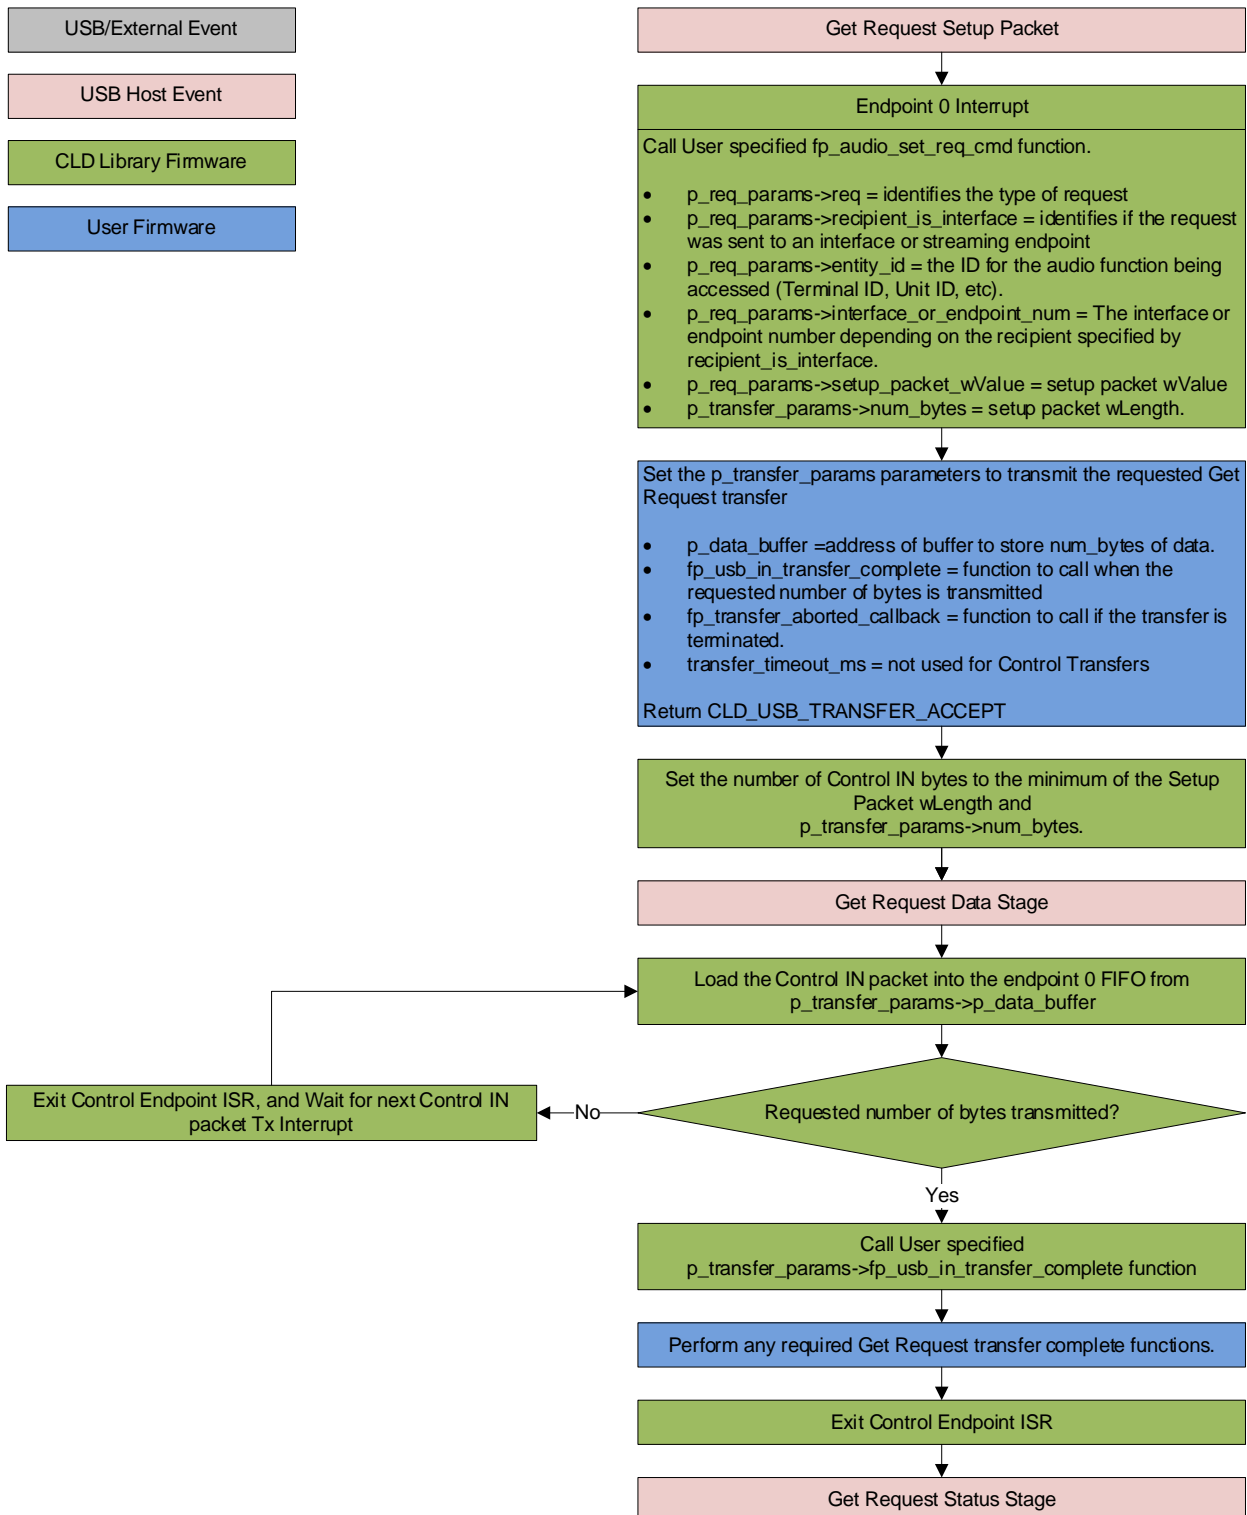 USB/External Event
USB Host Event
CLD Library Firmware
User Firmware
Get Request Setup Packet
Endpoint 0 Interrupt
Call User specified fp_audio_set_req_cmd function.
• p_req_params->req = identifies the type of request
• p_req_params->recipient_is_interface = identifies if the request
was sent to an interface or streaming endpoint
• p_req_params->entity_id = the ID for the audio function being
accessed (Terminal ID, Unit ID, etc).
• p_req_params->interface_or_endpoint_num = The interface or
endpoint number depending on the recipient specified by
recipient_is_interface.
• p_req_params->setup_packet_wValue = setup packet wValue
• p_transfer_params->num_bytes = setup packet wLength.
Set the p_transfer_params parameters to transmit the requested Get
Request transfer
• p_data_buffer =address of buffer to store num_bytes of data.
• fp_usb_in_transfer_complete = function to call when the
requested number of bytes is transmitted
• fp_transfer_aborted_callback = function to call if the transfer is
terminated.
• transfer_timeout_ms = not used for Control Transfers
Return CLD_USB_TRANSFER_ACCEPT
Set the number of Control IN bytes to the minimum of the Setup
Packet wLength and
p_transfer_params->num_bytes.
Get Request Data Stage
Load the Control IN packet into the endpoint 0 FIFO from
p_transfer_params->p_data_buffer
Requested number of bytes transmitted?
No
Exit Control Endpoint ISR, and Wait for next Control IN
packet Tx Interrupt
Yes
Call User specified
p_transfer_params->fp_usb_in_transfer_complete function
Perform any required Get Request transfer complete functions.
Exit Control Endpoint ISR
Get Request Status Stage